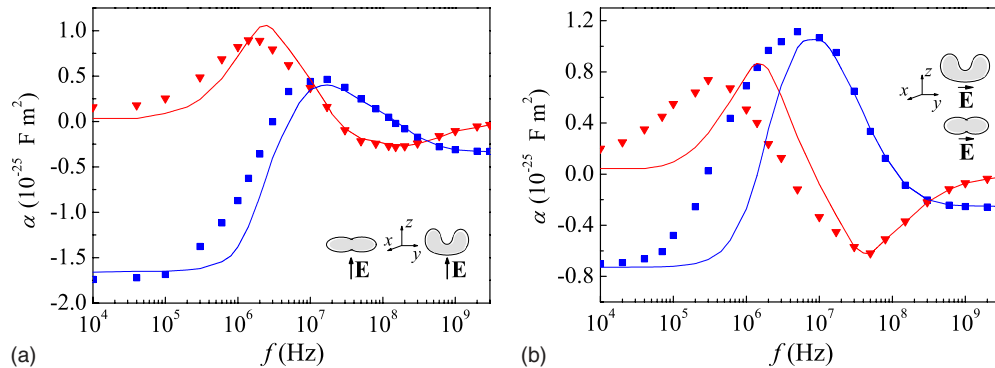 1.0
0.5
0.0
-0.5
-1.0
-1.5
-2.0
α (10⁻²⁵ F m²)
10⁴ 10⁵ 10⁶ 10⁷ 10⁸ 10⁹
f (Hz)
(a)
x z y
E E
1.2
0.8
0.4
0.0
-0.4
-0.8
α (10⁻²⁵ F m²)
10⁴ 10⁵ 10⁶ 10⁷ 10⁸ 10⁹
f (Hz)
(b)
z
x y
E
E